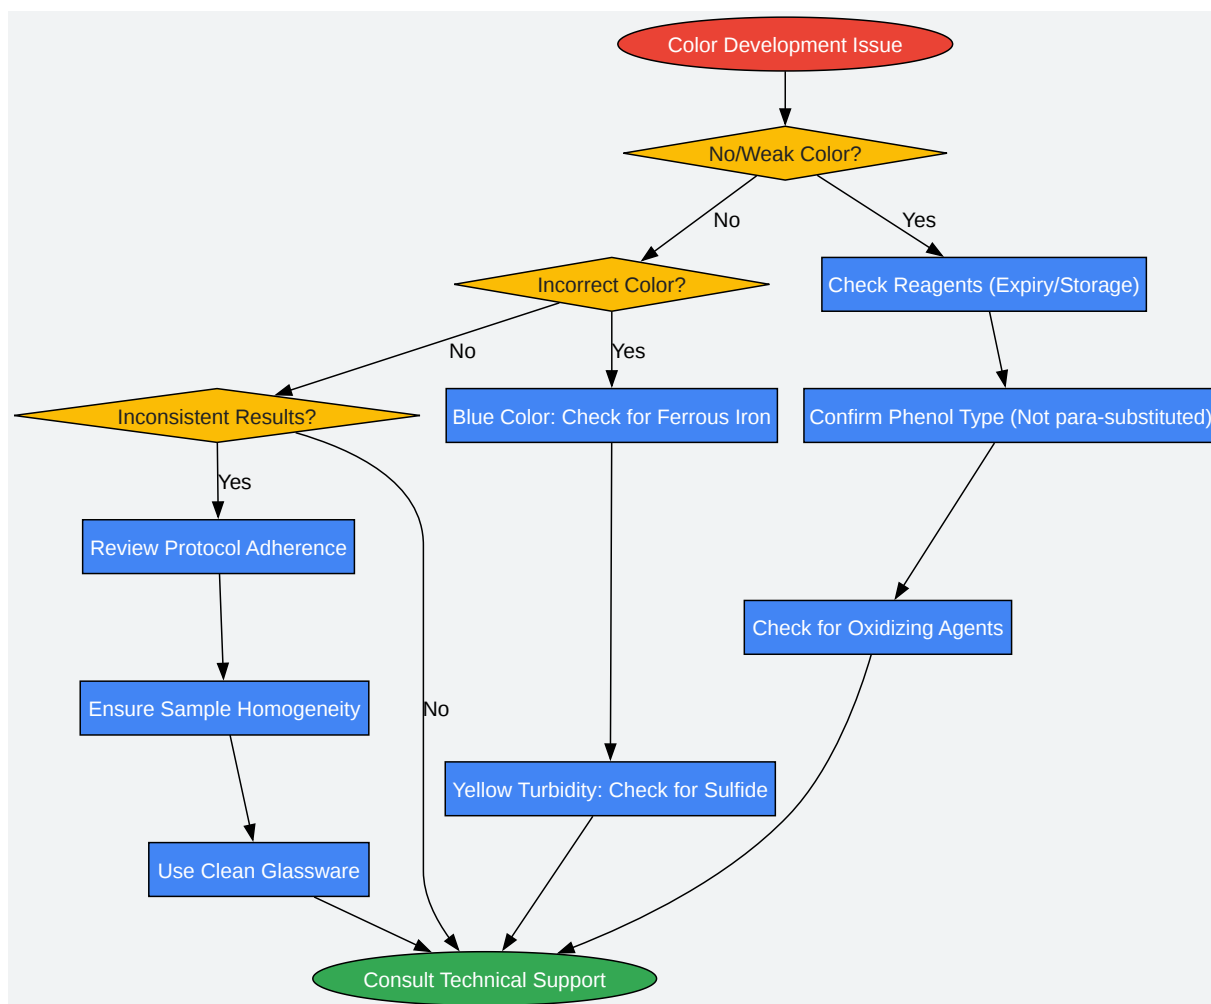 Color Development Issue
No/Weak Color?
No
Yes
Incorrect Color?
Check Reagents (Expiry/Storage)
No
Yes
Inconsistent Results?
Blue Color: Check for Ferrous Iron
Confirm Phenol Type (Not para-substituted)
Yes
Review Protocol Adherence
Check for Oxidizing Agents
Ensure Sample Homogeneity
No
Yellow Turbidity: Check for Sulfide
Use Clean Glassware
Consult Technical Support